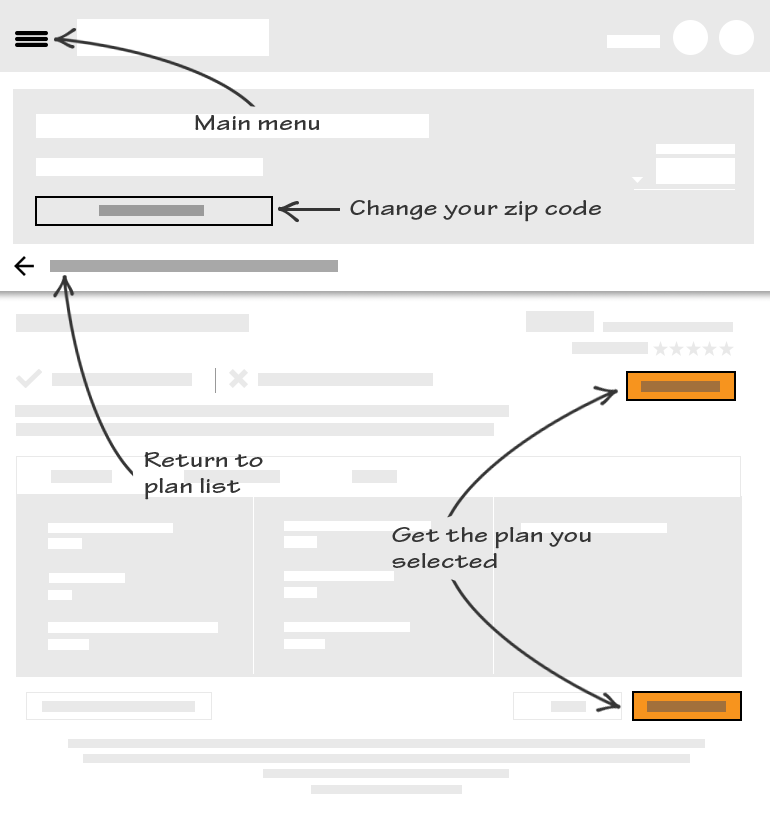 Main menu
Change your zip code
Return to
plan list
Get the plan you
selected